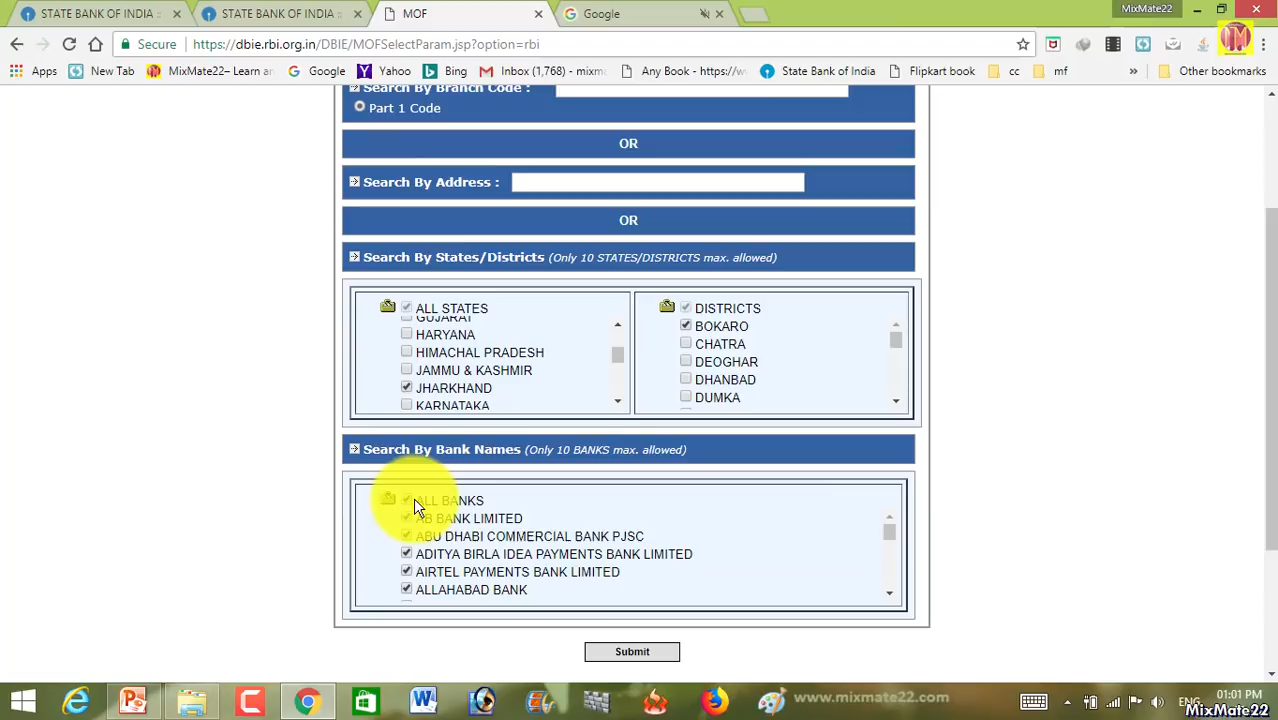 STATE BANK OF INDIA :: STATE BANK OF INDIA :: MOF Google MixMate22
Secure https://dbie.rbi.org.in/DBIE/MOFSelectParam.jsp?option=rbi
Apps New Tab MixMate22– Learn an Google Yahoo Bing Inbox (1,768) - mixm Any Book - https://w State Bank of India Flipkart book cc mf » Other bookmarks
Search By Branch Code :
Part 1 Code
OR
Search By Address :
OR
Search By States/Districts (Only 10 STATES/DISTRICTS max. allowed)
ALL STATES
GUJARAT
HARYANA
HIMACHAL PRADESH
JAMMU & KASHMIR
JHARKHAND
KARNATAKA
DISTRICTS
BOKARO
CHATRA
DEOGHAR
DHANBAD
DUMKA
Search By Bank Names (Only 10 BANKS max. allowed)
ALL BANKS
AB BANK LIMITED
ABU DHABI COMMERCIAL BANK PJSC
ADITYA BIRLA IDEA PAYMENTS BANK LIMITED
AIRTEL PAYMENTS BANK LIMITED
ALLAHABAD BANK
Submit
www.mixmate22.com ENG 01:01 PM
MixMate22